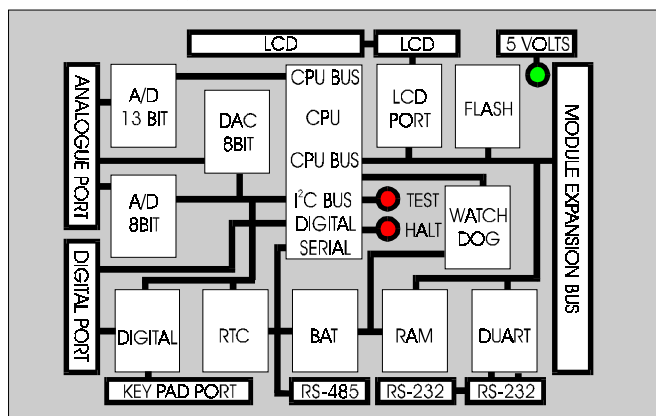 LCD
LCD
5 VOLTS
ANALOGUE PORT
A/D
13 BIT
DAC
8BIT
CPU BUS
CPU
CPU BUS
I²C BUS
DIGITAL
SERIAL
LCD
PORT
FLASH
MODULE EXPANSION BUS
A/D
8BIT
TEST
HALT
WATCH
DOG
DIGITAL PORT
DIGITAL
RTC
BAT
RAM
DUART
KEY PAD PORT
RS-485
RS-232
RS-232